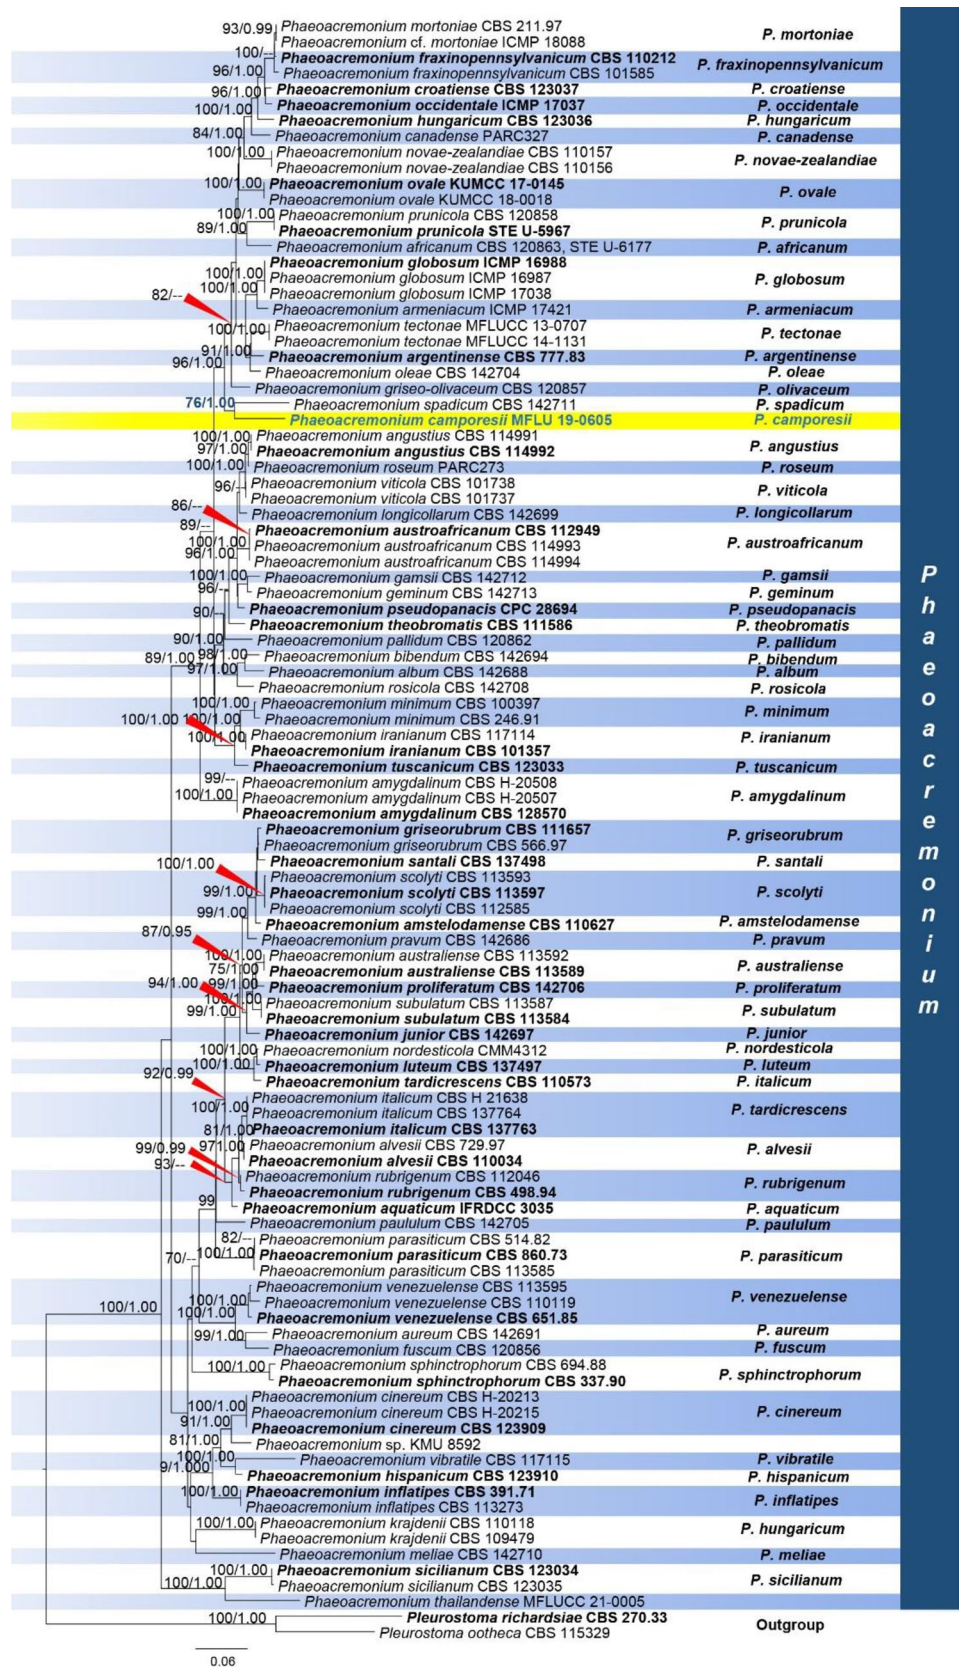 93/0.99
Phaeoacremonium mortoniae CBS 211.97
Phaeoacremonium cf. mortoniae ICMP 18088
P. mortoniae
100/--
Phaeoacremonium fraxinopennsylvanicum CBS 110212
Phaeoacremonium fraxinopennsylvanicum CBS 101585
P. fraxinopennsylvanicum
96/1.00
Phaeoacremonium croatiense CBS 123037
P. croatiense
96/1.00
Phaeoacremonium occidentale ICMP 17037
P. occidentale
100/1.00
Phaeoacremonium hungaricum CBS 123036
P. hungaricum
84/1.00
Phaeoacremonium canadense PARC327
P. canadense
100/1.00
Phaeoacremonium novae-zealandiae CBS 110157
Phaeoacremonium novae-zealandiae CBS 110156
P. novae-zealandiae
100/1.00
Phaeoacremonium ovale KUMCC 17-0145
Phaeoacremonium ovale KUMCC 18-0018
P. ovale
100/1.00
Phaeoacremonium prunicola CBS 120858
Phaeoacremonium prunicola STE U-5967
P. prunicola
89/1.00
Phaeoacremonium africanum CBS 120863, STE U-6177
P. africanum
100/1.00
Phaeoacremonium globosum ICMP 16988
Phaeoacremonium globosum ICMP 16987
Phaeoacremonium globosum ICMP 17038
P. globosum
100/1.00
82/--
Phaeoacremonium armeniacum ICMP 17421
P. armeniacum
100/1.00
Phaeoacremonium tectonae MFLUCC 13-0707
Phaeoacremonium tectonae MFLUCC 14-1131
P. tectonae
91/1.00
Phaeoacremonium argentinense CBS 777.83
P. argentinense
96/1.00
Phaeoacremonium oleae CBS 142704
P. oleae
Phaeoacremonium griseo-olivaceum CBS 120857
P. olivaceum
76/1.00
Phaeoacremonium spadicum CBS 142711
P. spadicum
Phaeoacremonium camporesii MFLU 19-0605
P. camporesii
100/1.00
Phaeoacremonium angustius CBS 114991
Phaeoacremonium angustius CBS 114992
P. angustius
97/1.00
100/1.00
Phaeoacremonium roseum PARC273
P. roseum
96/--
Phaeoacremonium viticola CBS 101738
Phaeoacremonium viticola CBS 101737
P. viticola
86/--
Phaeoacremonium longicollarum CBS 142699
P. longicollarum
89/--
100/1.00
Phaeoacremonium austroafricanum CBS 112949
Phaeoacremonium austroafricanum CBS 114993
Phaeoacremonium austroafricanum CBS 114994
P. austroafricanum
96/1.00
100/1.00
Phaeoacremonium gamsii CBS 142712
P. gamsii
96/--
Phaeoacremonium geminum CBS 142713
P. geminum
Phaeoacremonium pseudopanacis CPC 28694
P. pseudopanacis
90/--
Phaeoacremonium theobromatis CBS 111586
P. theobromatis
90/1.00
Phaeoacremonium pallidum CBS 120862
P. pallidum
89/1.00
98/1.00
Phaeoacremonium bibendum CBS 142694
P. bibendum
97/1.00
Phaeoacremonium album CBS 142688
P. album
Phaeoacremonium rosicola CBS 142708
P. rosicola
100/1.00
Phaeoacremonium minimum CBS 100397
Phaeoacremonium minimum CBS 246.91
P. minimum
100/1.00
100/1.00
100/1.00
Phaeoacremonium iranianum CBS 117114
Phaeoacremonium iranianum CBS 101357
P. iranianum
Phaeoacremonium tuscanicum CBS 123033
P. tuscanicum
99/--
100/1.00
Phaeoacremonium amygdalinum CBS H-20508
Phaeoacremonium amygdalinum CBS H-20507
Phaeoacremonium amygdalinum CBS 128570
P. amygdalinum
Phaeoacremonium griseorubrum CBS 111657
Phaeoacremonium griseorubrum CBS 566.97
P. griseorubrum
100/1.00
Phaeoacremonium santali CBS 137498
P. santali
99/1.00
Phaeoacremonium scolyti CBS 113593
Phaeoacremonium scolyti CBS 113597
Phaeoacremonium scolyti CBS 112585
P. scolyti
99/1.00
Phaeoacremonium amstelodamense CBS 110627
P. amstelodamense
87/0.95
Phaeoacremonium pravum CBS 142686
P. pravum
100/1.00
75/1.00
Phaeoacremonium australiense CBS 113592
Phaeoacremonium australiense CBS 113589
P. australiense
94/1.00
99/1.00
Phaeoacremonium proliferatum CBS 142706
P. proliferatum
100/1.00
99/1.00
Phaeoacremonium subulatum CBS 113587
Phaeoacremonium subulatum CBS 113584
P. subulatum
Phaeoacremonium junior CBS 142697
P. junior
100/1.00
Phaeoacremonium nordesticola CMM4312
P. nordesticola
100/1.00
Phaeoacremonium luteum CBS 137497
P. luteum
92/0.99
Phaeoacremonium tardicrescens CBS 110573
P. italicum
100/1.00
Phaeoacremonium italicum CBS H 21638
Phaeoacremonium italicum CBS 137764
Phaeoacremonium italicum CBS 137763
P. tardicrescens
81/1.00
97/1.00
99/0.99
Phaeoacremonium alvesii CBS 729.97
Phaeoacremonium alvesii CBS 110034
P. alvesii
93/--
Phaeoacremonium rubrigenum CBS 112046
Phaeoacremonium rubrigenum CBS 498.94
P. rubrigenum
99
Phaeoacremonium aquaticum IFRDCC 3035
P. aquaticum
Phaeoacremonium paululum CBS 142705
P. paululum
82/--
70/--
100/1.00
Phaeoacremonium parasiticum CBS 514.82
Phaeoacremonium parasiticum CBS 860.73
Phaeoacremonium parasiticum CBS 113585
P. parasiticum
100/1.00
100/1.00
100/1.00
Phaeoacremonium venezuelense CBS 113595
Phaeoacremonium venezuelense CBS 110119
Phaeoacremonium venezuelense CBS 651.85
P. venezuelense
99/1.00
Phaeoacremonium aureum CBS 142691
P. aureum
Phaeoacremonium fuscum CBS 120856
P. fuscum
100/1.00
Phaeoacremonium sphinctrophorum CBS 694.88
Phaeoacremonium sphinctrophorum CBS 337.90
P. sphinctrophorum
100/1.00
Phaeoacremonium cinereum CBS H-20213
Phaeoacremonium cinereum CBS H-20215
Phaeoacremonium cinereum CBS 123909
P. cinereum
91/1.00
81/1.00
Phaeoacremonium sp. KMU 8592
100/1.00
Phaeoacremonium vibratile CBS 117115
P. vibratile
9/1.000
Phaeoacremonium hispanicum CBS 123910
P. hispanicum
100/1.00
Phaeoacremonium inflatipes CBS 391.71
Phaeoacremonium inflatipes CBS 113273
P. inflatipes
100/1.00
Phaeoacremonium krajdenii CBS 110118
Phaeoacremonium krajdenii CBS 109479
P. hungaricum
Phaeoacremonium meliae CBS 142710
P. meliae
100/1.00
100/1.00
Phaeoacremonium sicilianum CBS 123034
Phaeoacremonium sicilianum CBS 123035
P. sicilianum
Phaeoacremonium thailandense MFLUCC 21-0005
100/1.00
Pleurostoma richardsiae CBS 270.33
Pleurostoma ootheca CBS 115329
Outgroup
0.06
Phaeoacremonium